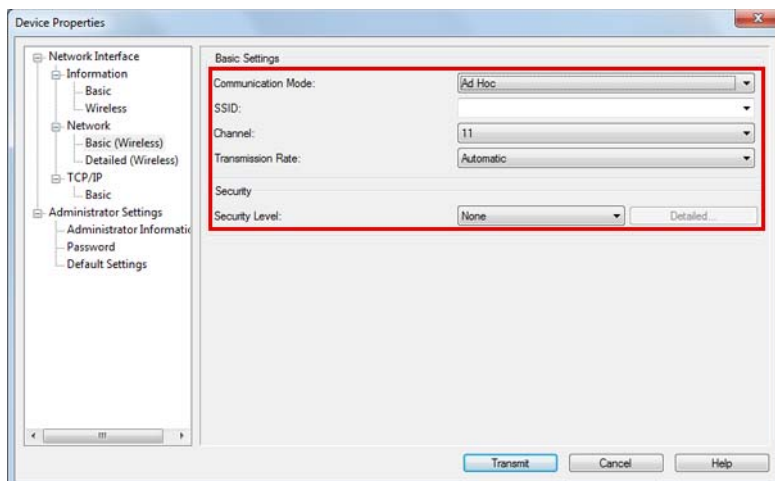 Device Properties
Network Interface
Information
Basic
Wireless
Network
Basic (Wireless)
Detailed (Wireless)
TCP/IP
Basic
Administrator Settings
Administrator Informatic
Password
Default Settings
Basic Settings
Communication Mode: Ad Hoc
SSID:
Channel: 11
Transmission Rate: Automatic
Security
Security Level: None Detailed...
Transmit Cancel Help